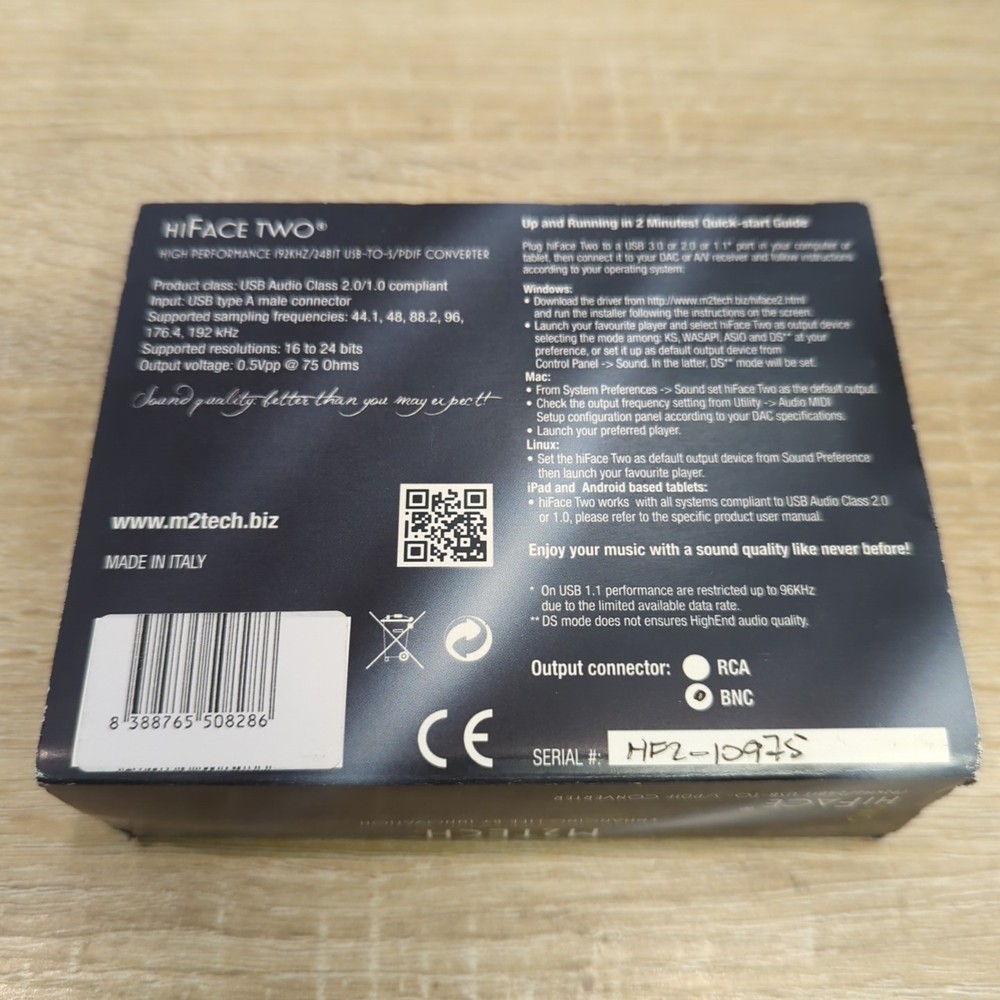 HIFACE TWO®
HIGH PERFORMANCE 192KHZ/24BIT USB-TO-S/PDIF CONVERTER
Product class: USB Audio Class 2.0/1.0 compliant
Input: USB type A male connector
Supported sampling frequencies: 44.1, 48, 88.2, 96,
176.4, 192 kHz
Supported resolutions: 16 to 24 bits
Output voltage: 0.5Vpp @ 75 Ohms
Sound quality better than you may expect!
www.m2tech.biz
MADE IN ITALY
8 388765 508286
CE
Up and Running in 2 Minutes! Quick-start Guide
Plug hiFace Two to a USB 3.0 or 2.0 or 1.1* port in your computer or
tablet, then connect it to your DAC or A/V receiver and follow instructions
according to your operating system:
Windows:
• Download the driver from http://www.m2tech.biz/hiface2.html
and run the installer following the instructions on the screen.
• Launch your favourite player and select hiFace Two as output device
selecting the mode among: KS, WASAPI, ASIO and DS** at your
preference, or set it up as default output device from
Control Panel -> Sound. In the latter, DS** mode will be set.
Mac:
• From System Preferences -> Sound set hiFace Two as the default output.
• Check the output frequency setting from Utility -> Audio MIDI
Setup configuration panel according to your DAC specifications.
• Launch your preferred player.
Linux:
• Set the hiFace Two as default output device from Sound Preference
then launch your favourite player.
iPad and Android based tablets:
• hiFace Two works with all systems compliant to USB Audio Class 2.0
or 1.0, please refer to the specific product user manual.
Enjoy your music with a sound quality like never before!
* On USB 1.1 performance are restricted up to 96KHz
due to the limited available data rate.
** DS mode does not ensures HighEnd audio quality.
Output connector: RCA
BNC
SERIAL #: HF2-10975
HIFACE
M2TECH